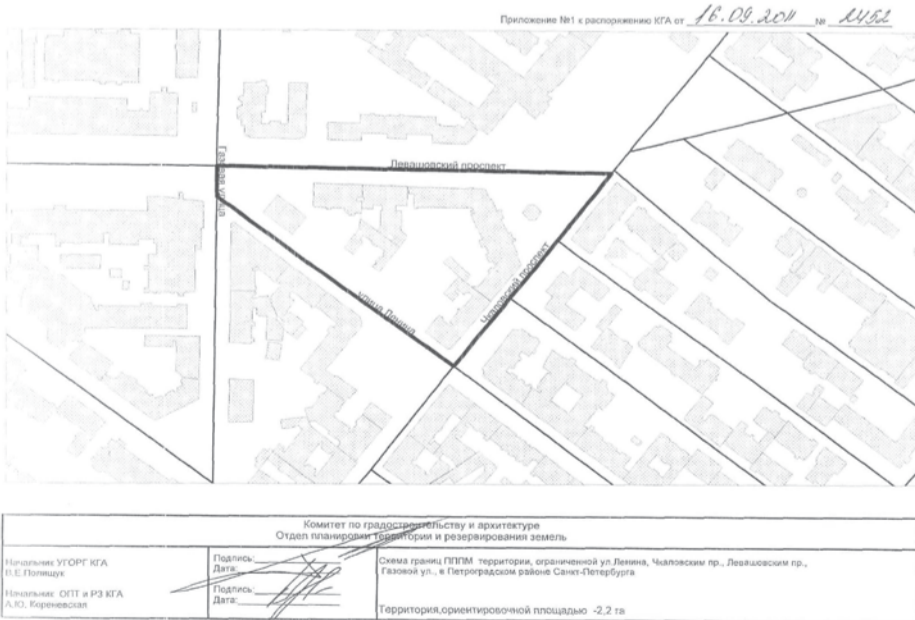 Приложение №1 к распоряжению КГА от 16.09.2011 № 2452
Левашовский проспект
Газовая улица
улица Ленина
Чкаловский проспект
Комитет по градостроительству и архитектуре
Отдел планировки территории и резервирования земель
Начальник УГОРГ КГА
В.Е.Полищук
Подпись:
Дата:
Начальник ОПТ и РЗ КГА
А.Ю. Кореневская
Подпись:
Дата:
Схема границ ППМ территории, ограниченной ул.Ленина, Чкаловским пр., Левашовским пр.,
Газовой ул., в Петроградском районе Санкт-Петербурга
Территория,ориентировочной площадью -2,2 га